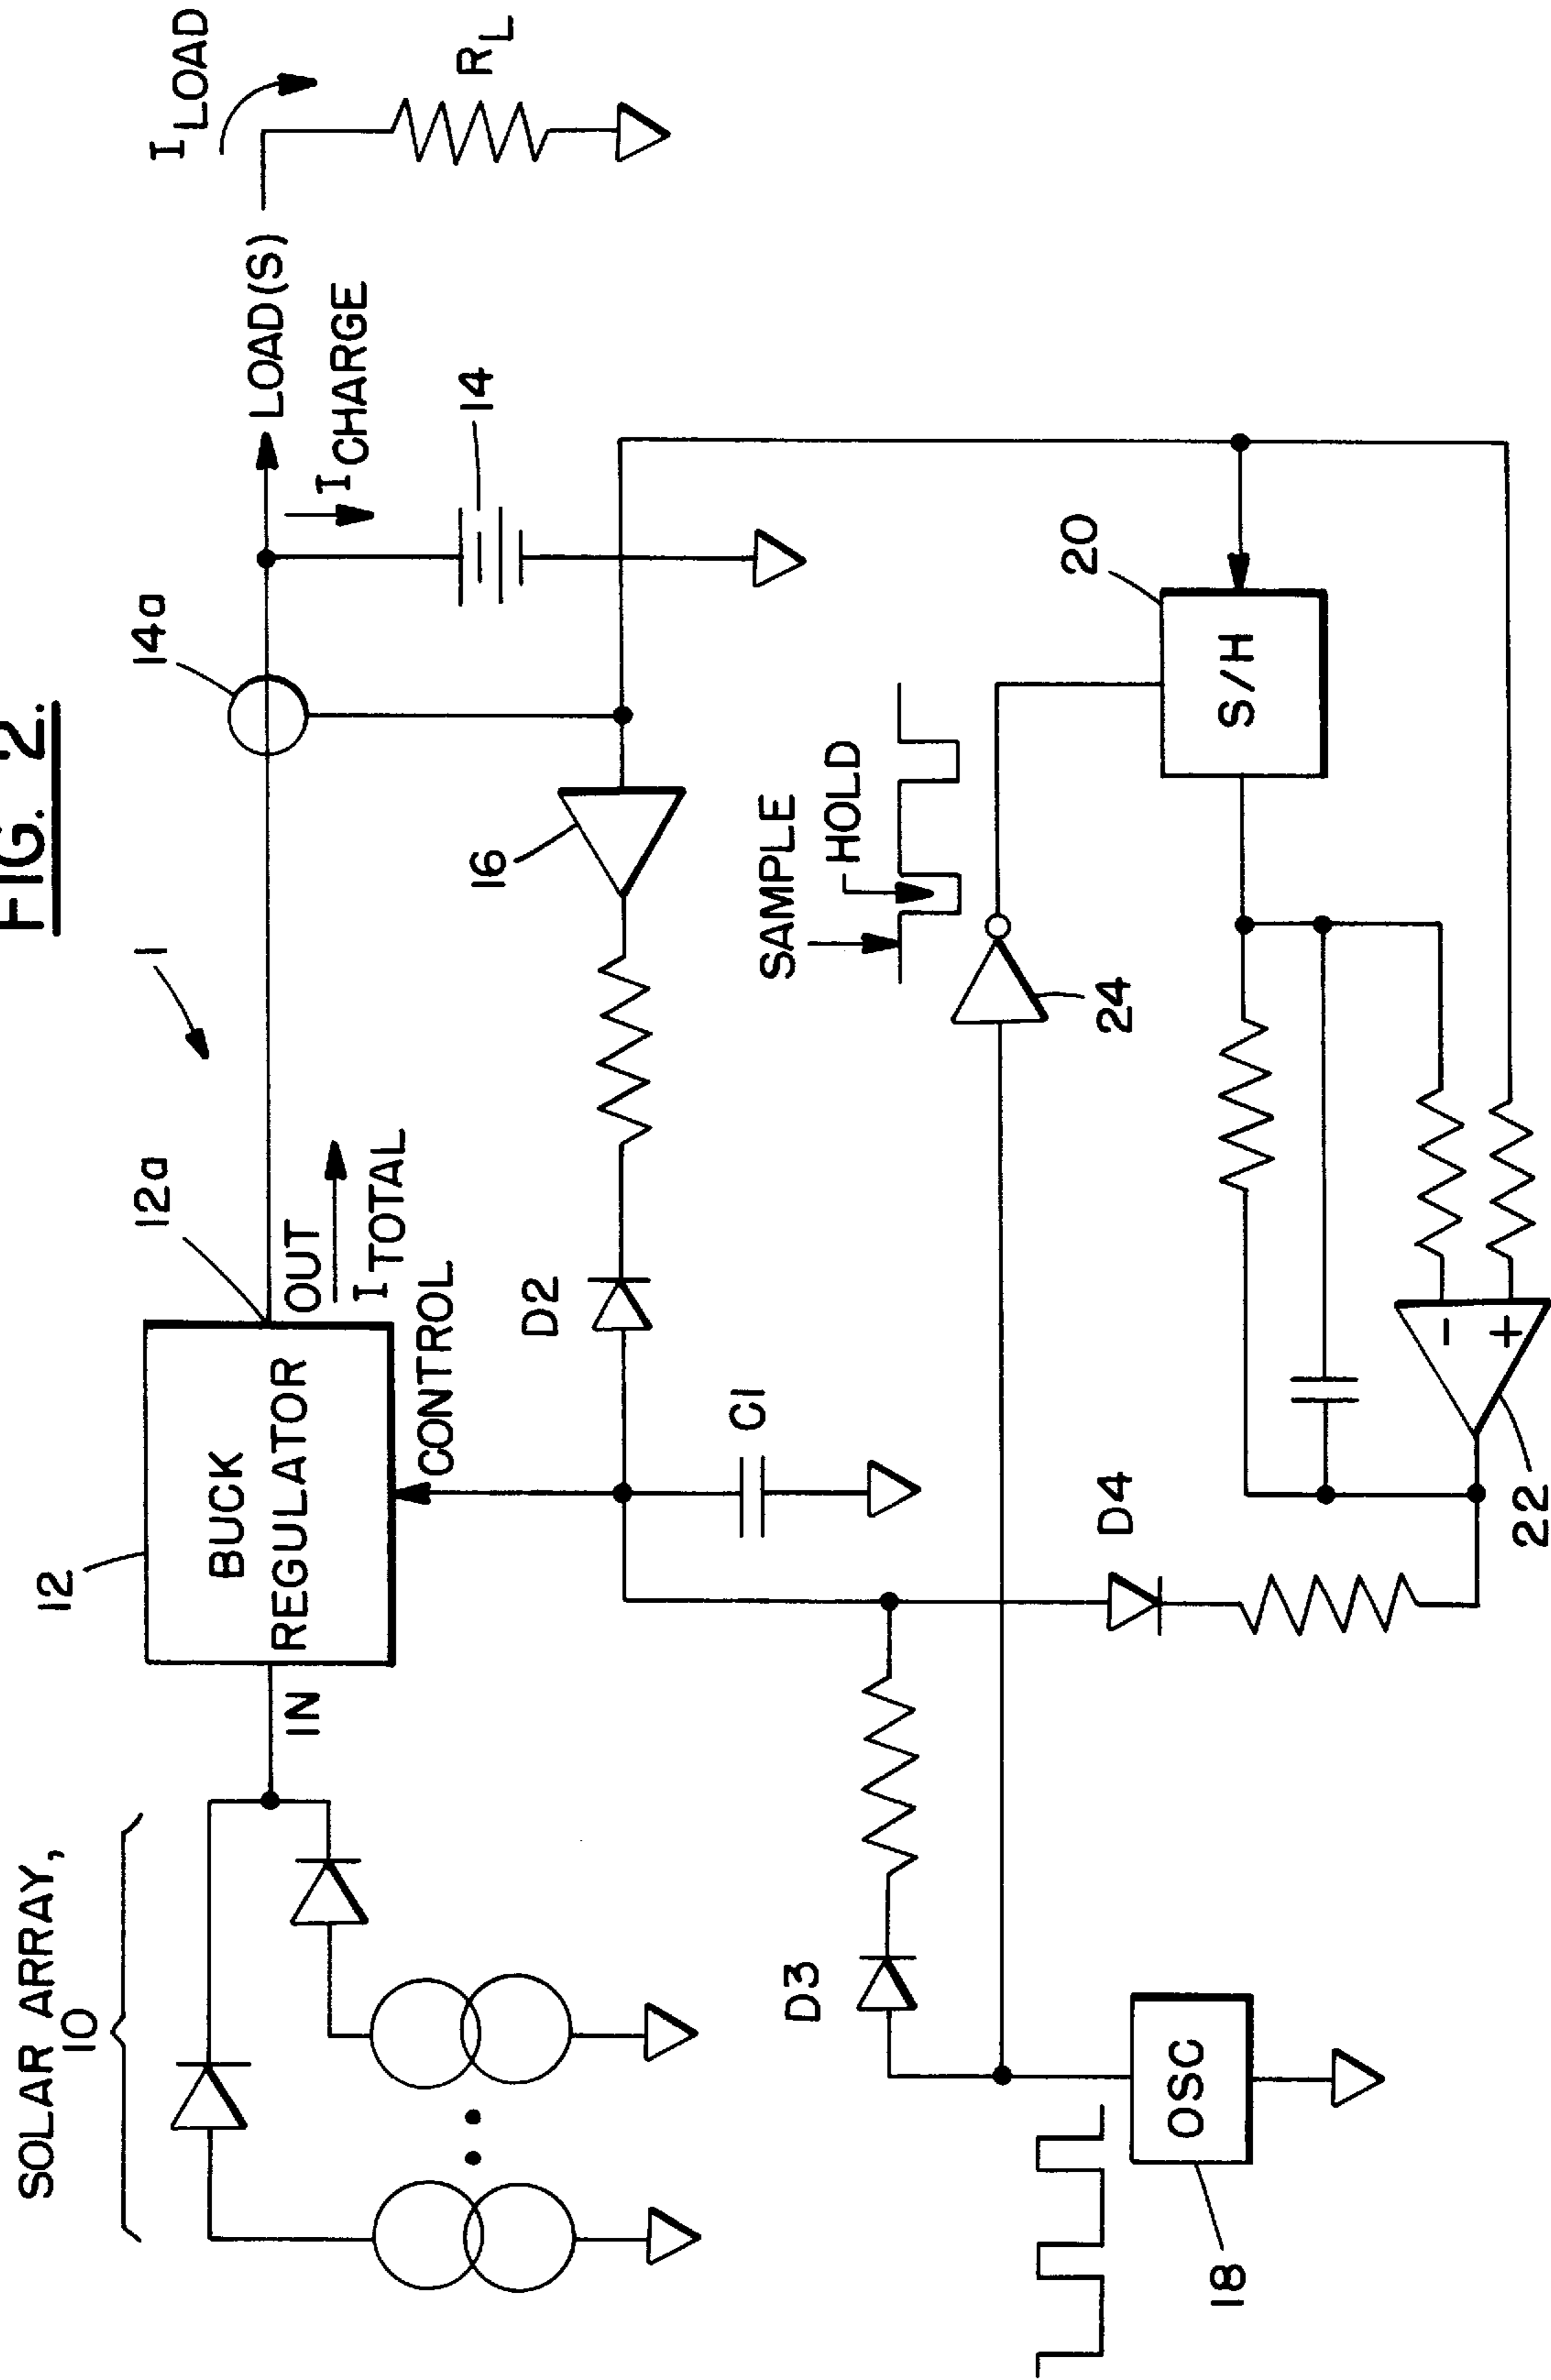 FIG. 2.
SOLAR ARRAY,
10
12
BUCK
REGULATOR
IN
12a
OUT
I TOTAL
CONTROL
1
14a
LOAD(S)
I LOAD
R L
I CHARGE
14
16
D2
C1
D3
D4
SAMPLE
HOLD
24
20
S/H
OSC
18
22
-
+